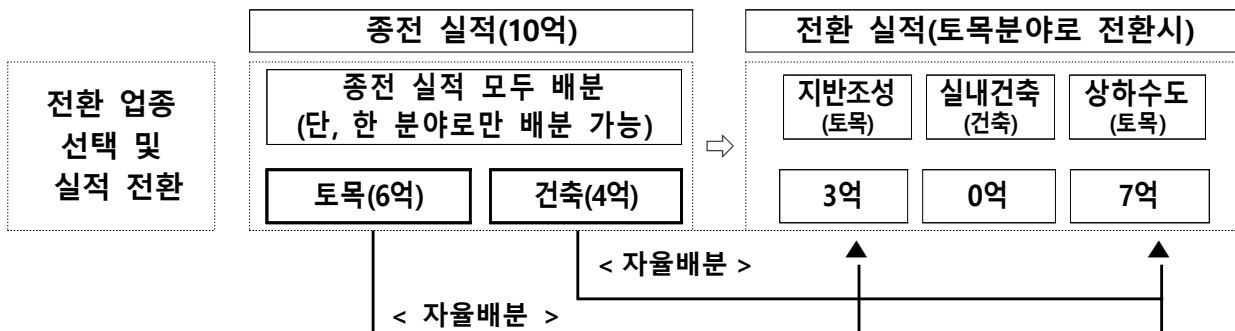 종전 실적(10억)
전환 실적(토목분야로 전환시)
전환 업종
선택 및
실적 전환
종전 실적 모두 배분
(단, 한 분야로만 배분 가능)
토목(6억)
건축(4억)
⇨
지반조성
(토목)
실내건축
(건축)
상하수도
(토목)
3억
0억
7억
< 자율배분 >
< 자율배분 >